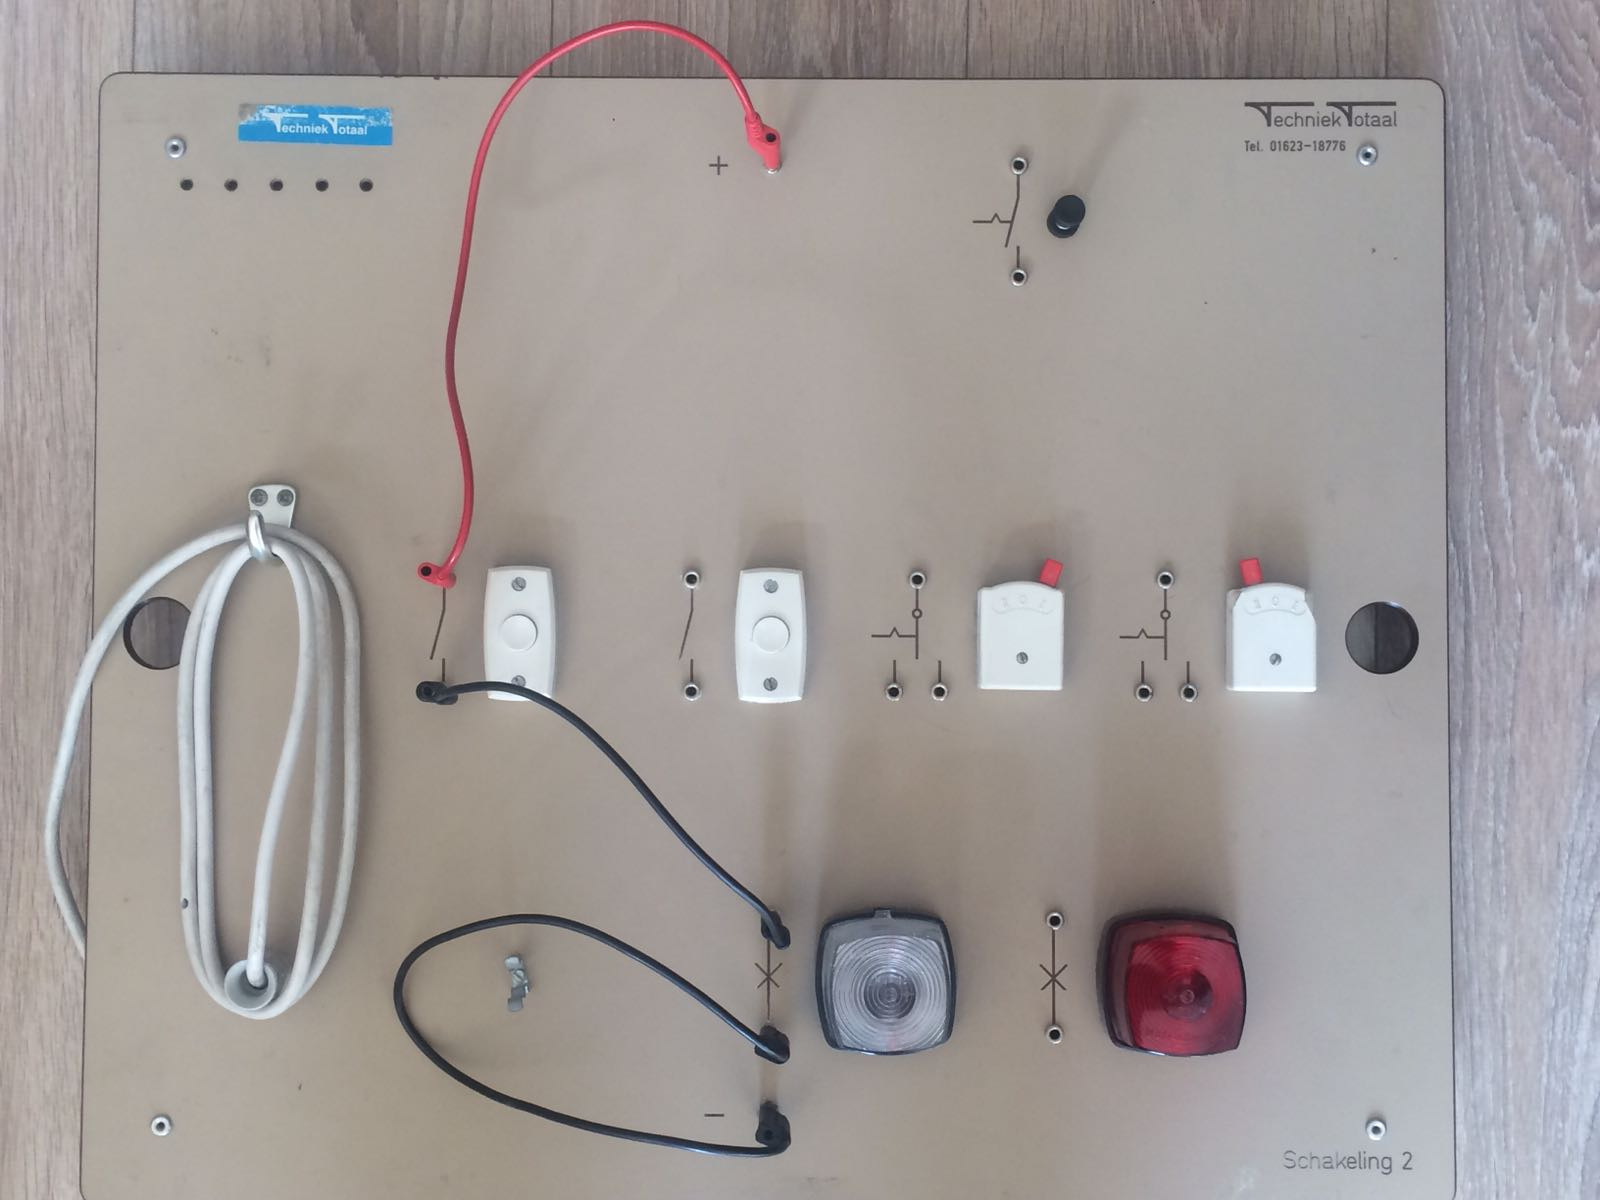 Techniek Totaal
Techniek Totaal
Tel. 01623-18776
+
−
Schakeling 2